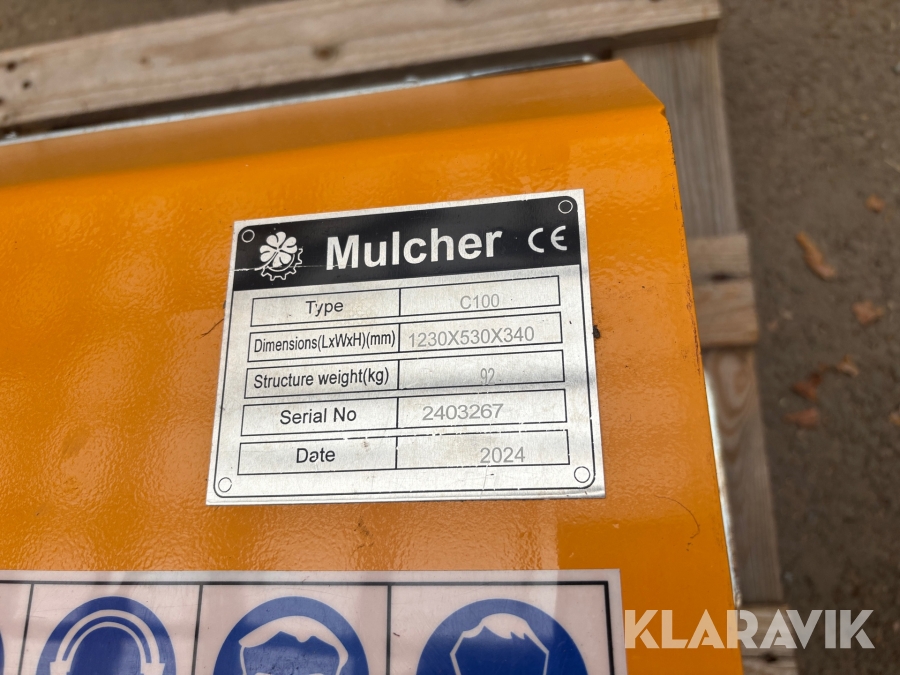 Mulcher CE
Type C100
Dimensions(LxWxH)(mm) 1230X530X340
Structure weight(kg) 92
Serial No 2403267
Date 2024
KLARAVIK